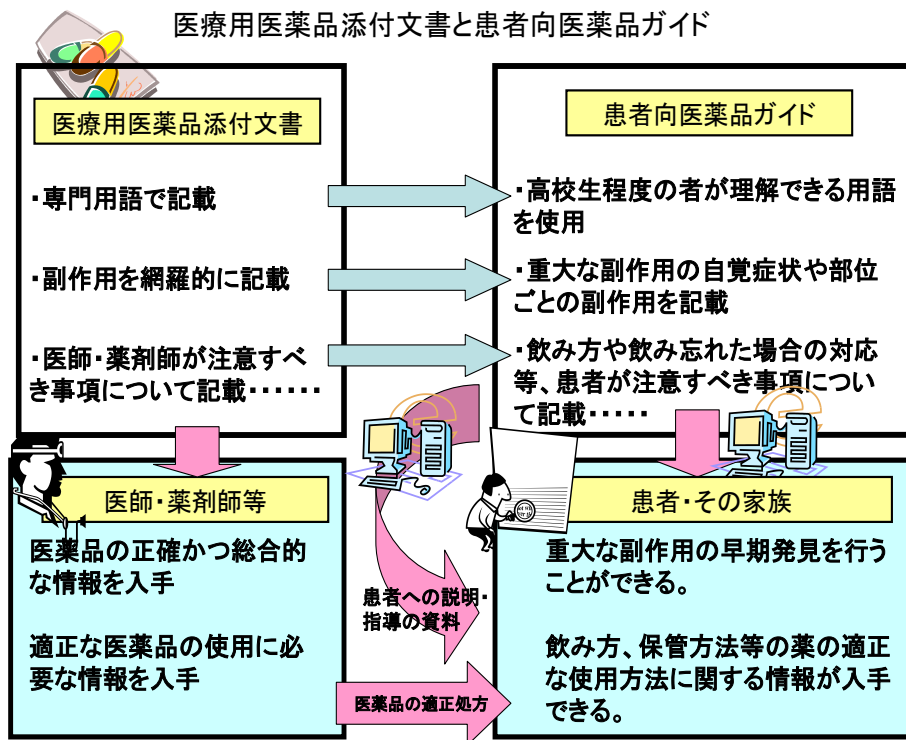 医療用医薬品添付文書と患者向医薬品ガイド
医療用医薬品添付文書
・専門用語で記載
・副作用を網羅的に記載
・医師・薬剤師が注意すべ
き事項について記載・・・・・・
患者向医薬品ガイド
・高校生程度の者が理解できる用語
を使用
・重大な副作用の自覚症状や部位
ごとの副作用を記載
・飲み方や飲み忘れた場合の対応
等、患者が注意すべき事項につい
て記載・・・・・
医師・薬剤師等
医薬品の正確かつ総合的
な情報を入手
適正な医薬品の使用に必
要な情報を入手
患者への説明・
指導の資料
医薬品の適正処方
患者・その家族
重大な副作用の早期発見を行う
ことができる。
飲み方、保管方法等の薬の適正
な使用方法に関する情報が入手
できる。